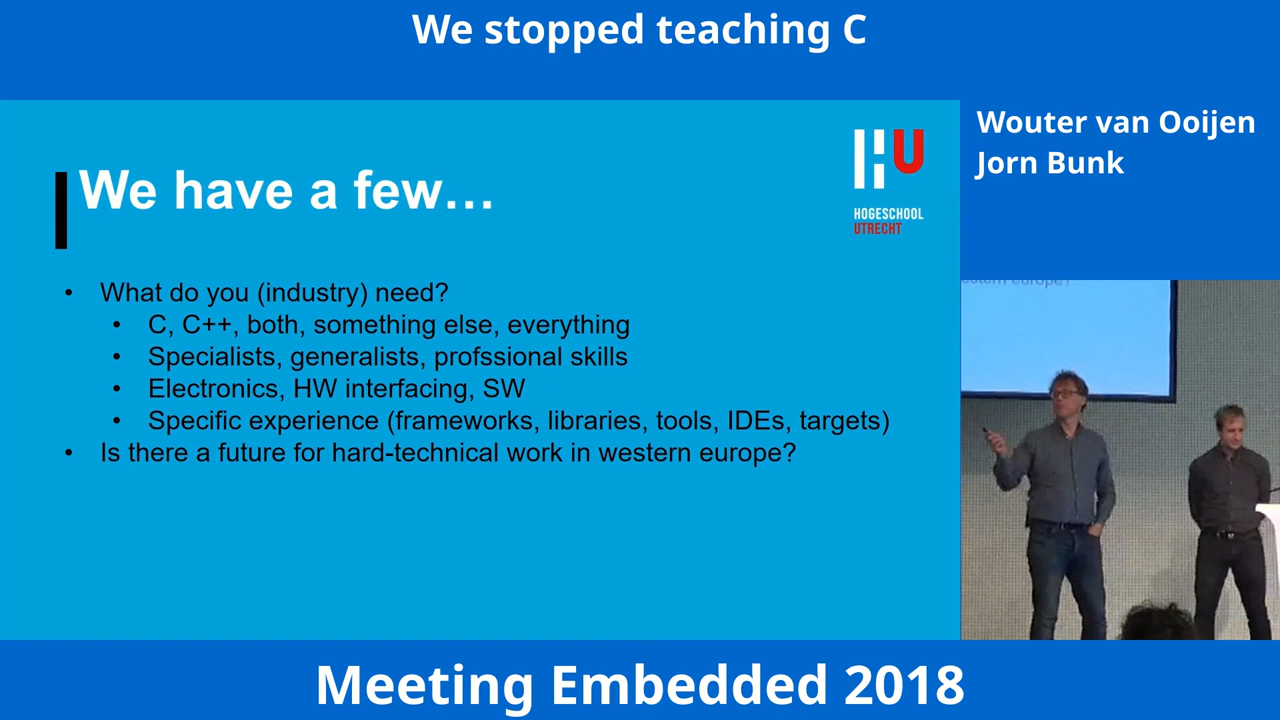 We stopped teaching C
Wouter van Ooijen
Jorn Bunk
We have a few…
HU
HOGESCHOOL
UTRECHT
• What do you (industry) need?
• C, C++, both, something else, everything
• Specialists, generalists, profssional skills
• Electronics, HW interfacing, SW
• Specific experience (frameworks, libraries, tools, IDEs, targets)
• Is there a future for hard-technical work in western europe?
europe?
Meeting Embedded 2018